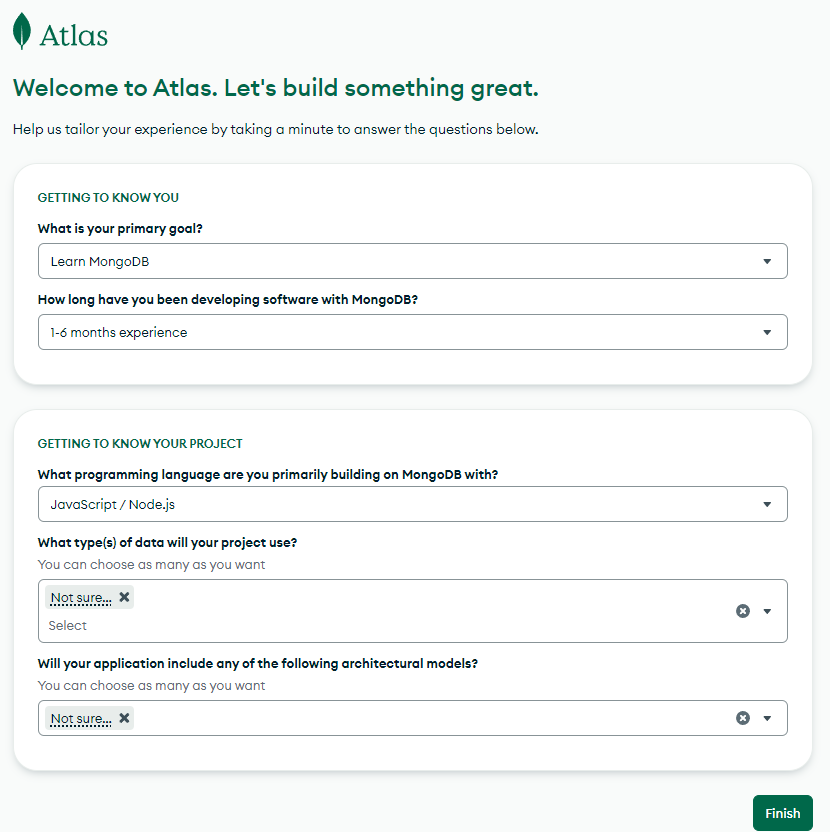 Atlas
Welcome to Atlas. Let's build something great.
Help us tailor your experience by taking a minute to answer the questions below.
GETTING TO KNOW YOU
What is your primary goal?
Learn MongoDB
How long have you been developing software with MongoDB?
1-6 months experience
GETTING TO KNOW YOUR PROJECT
What programming language are you primarily building on MongoDB with?
JavaScript / Node.js
What type(s) of data will your project use?
You can choose as many as you want
Not sure...
Select
Will your application include any of the following architectural models?
You can choose as many as you want
Not sure...
Finish